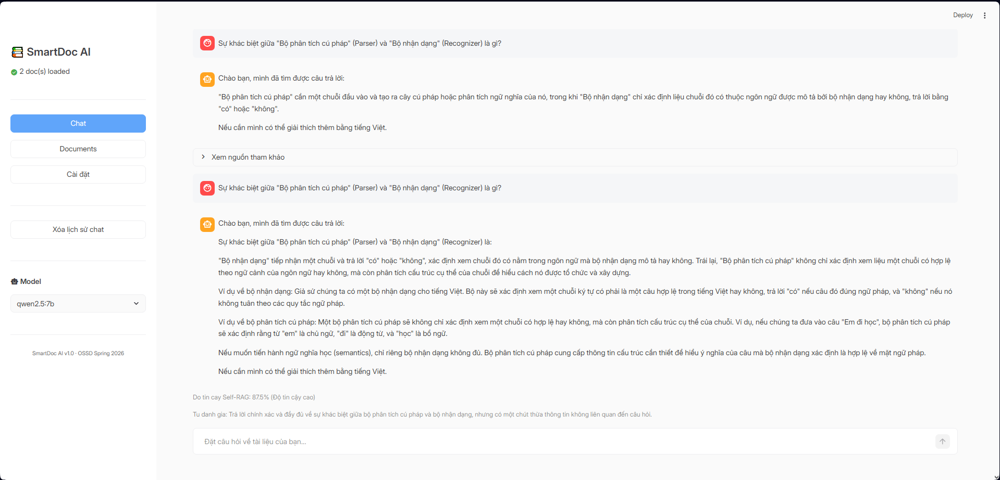 Deploy
SmartDoc AI
2 doc(s) loaded
Chat
Documents
Cài đặt
Xóa lịch sử chat
Model
qwen2.5:7b
SmartDoc AI v1.0 · OSSD Spring 2026
Sự khác biệt giữa "Bộ phân tích cú pháp" (Parser) và "Bộ nhận dạng" (Recognizer) là gì?
Chào bạn, mình đã tìm được câu trả lời:
"Bộ phân tích cú pháp" cần một chuỗi đầu vào và tạo ra cây cú pháp hoặc phân tích ngữ nghĩa của nó, trong khi "Bộ nhận dạng" chỉ xác định liệu chuỗi đó có thuộc ngôn ngữ được mô tả bởi bộ nhận dạng hay không, trả lời bằng
"có" hoặc "không".
Nếu cần mình có thể giải thích thêm bằng tiếng Việt.
Xem nguồn tham khảo
Sự khác biệt giữa "Bộ phân tích cú pháp" (Parser) và "Bộ nhận dạng" (Recognizer) là gì?
Chào bạn, mình đã tìm được câu trả lời:
Sự khác biệt giữa "Bộ phân tích cú pháp" (Parser) và "Bộ nhận dạng" (Recognizer) là:
"Bộ nhận dạng" tiếp nhận một chuỗi và trả lời "có" hoặc "không", xác định xem chuỗi đó có nằm trong ngôn ngữ mà bộ nhận dạng mô tả hay không. Trái lại, "Bộ phân tích cú pháp" không chỉ xác định xem liệu một chuỗi có hợp lệ
theo ngữ cảnh của ngôn ngữ hay không, mà còn phân tích cấu trúc cụ thể của chuỗi để hiểu cách nó được tổ chức và xây dựng.
Ví dụ về bộ nhận dạng: Giả sử chúng ta có một bộ nhận dạng cho tiếng Việt. Bộ này sẽ xác định xem một chuỗi ký tự có phải là một câu hợp lệ trong tiếng Việt hay không, trả lời "có" nếu câu đó đúng ngữ pháp, và "không" nếu nó
không tuân theo các quy tắc ngữ pháp.
Ví dụ về bộ phân tích cú pháp: Một bộ phân tích cú pháp sẽ không chỉ xác định xem một chuỗi có hợp lệ hay không, mà còn phân tích cấu trúc cụ thể của chuỗi. Ví dụ, nếu chúng ta đưa vào câu "Em đi học", bộ phân tích cú pháp
sẽ xác định rằng từ "em" là chủ ngữ, "đi" là động từ, và "học" là bổ ngữ.
Nếu muốn tiến hành ngữ nghĩa học (semantics), chỉ riêng bộ nhận dạng không đủ. Bộ phân tích cú pháp cung cấp thông tin cấu trúc cần thiết để hiểu ý nghĩa của câu mà bộ nhận dạng xác định là hợp lệ về mặt ngữ pháp.
Nếu cần mình có thể giải thích thêm bằng tiếng Việt.
Do tin cay Self-RAG: 87.5% (Độ tin cậy cao)
Tu danh gia: Trả lời chính xác và đầy đủ về sự khác biệt giữa bộ phân tích cú pháp và bộ nhận dạng, nhưng có một chút thừa thông tin không liên quan đến câu hỏi.
Đặt câu hỏi về tài liệu của bạn...